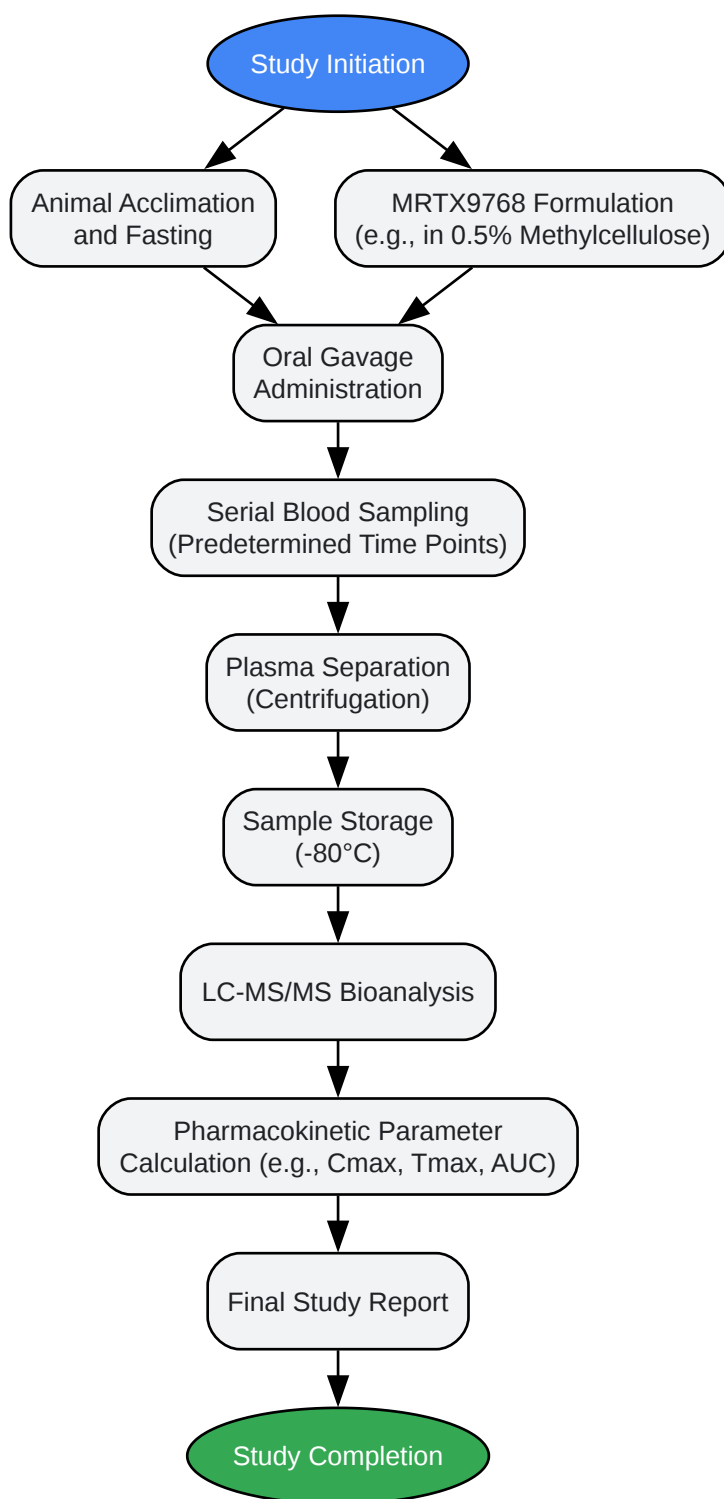 Study Initiation
Animal Acclimation
and Fasting
MRTX9768 Formulation
(e.g., in 0.5% Methylcellulose)
Oral Gavage
Administration
Serial Blood Sampling
(Predetermined Time Points)
Plasma Separation
(Centrifugation)
Sample Storage
(-80°C)
LC-MS/MS Bioanalysis
Pharmacokinetic Parameter
Calculation (e.g., Cmax, Tmax, AUC)
Final Study Report
Study Completion